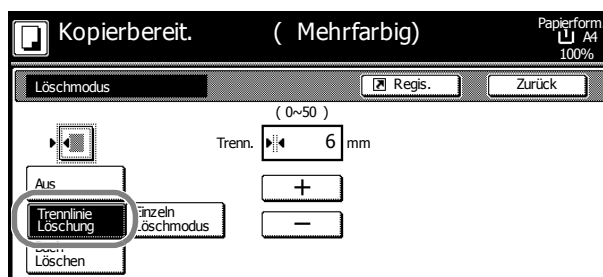 Kopierbereit. ( Mehrfarbig)
Papierform
A4
100%
Löschmodus
Regis.
Zurück
( 0~50 )
Trenn. 6 mm
Aus
+
Trennlinie
Löschung
Einzeln
Löschmodus
−
Buch
Löschen